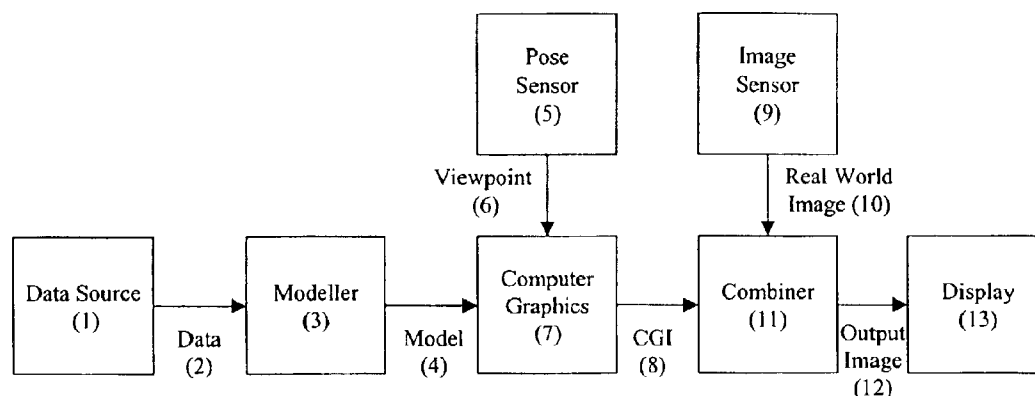 Pose
Sensor
(5)
Image
Sensor
(9)
Viewpoint
(6)
Real World
Image (10)
Data Source
(1)
Data
(2)
Modeller
(3)
Model
(4)
Computer
Graphics
(7)
CGI
(8)
Combiner
(11)
Output
Image
(12)
Display
(13)